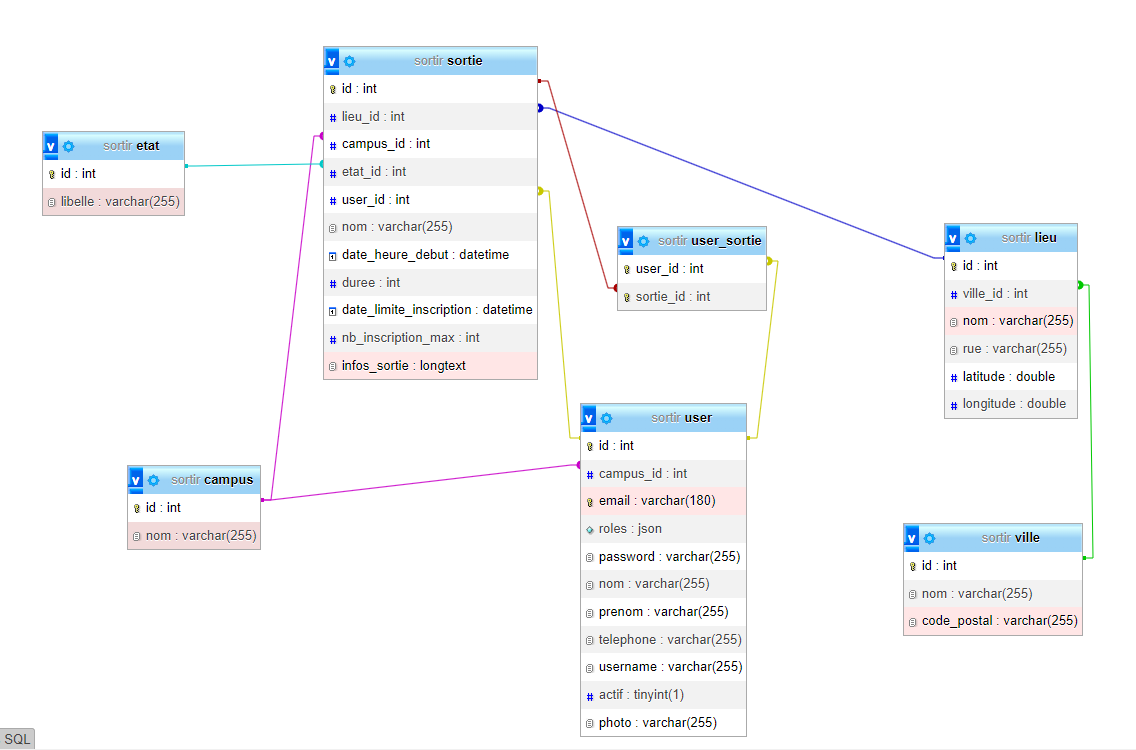 sortir sortie
id : int
lieu_id : int
campus_id : int
etat_id : int
user_id : int
nom : varchar(255)
date_heure_debut : datetime
duree : int
date_limite_inscription : datetime
nb_inscription_max : int
infos_sortie : longtext
sortir etat
id : int
libelle : varchar(255)
sortir user_sortie
user_id : int
sortie_id : int
sortir lieu
id : int
ville_id : int
nom : varchar(255)
rue : varchar(255)
latitude : double
longitude : double
sortir user
id : int
campus_id : int
email : varchar(180)
roles : json
password : varchar(255)
nom : varchar(255)
prenom : varchar(255)
telephone : varchar(255)
username : varchar(255)
actif : tinyint(1)
photo : varchar(255)
sortir campus
id : int
nom : varchar(255)
sortir ville
id : int
nom : varchar(255)
code_postal : varchar(255)
SQL